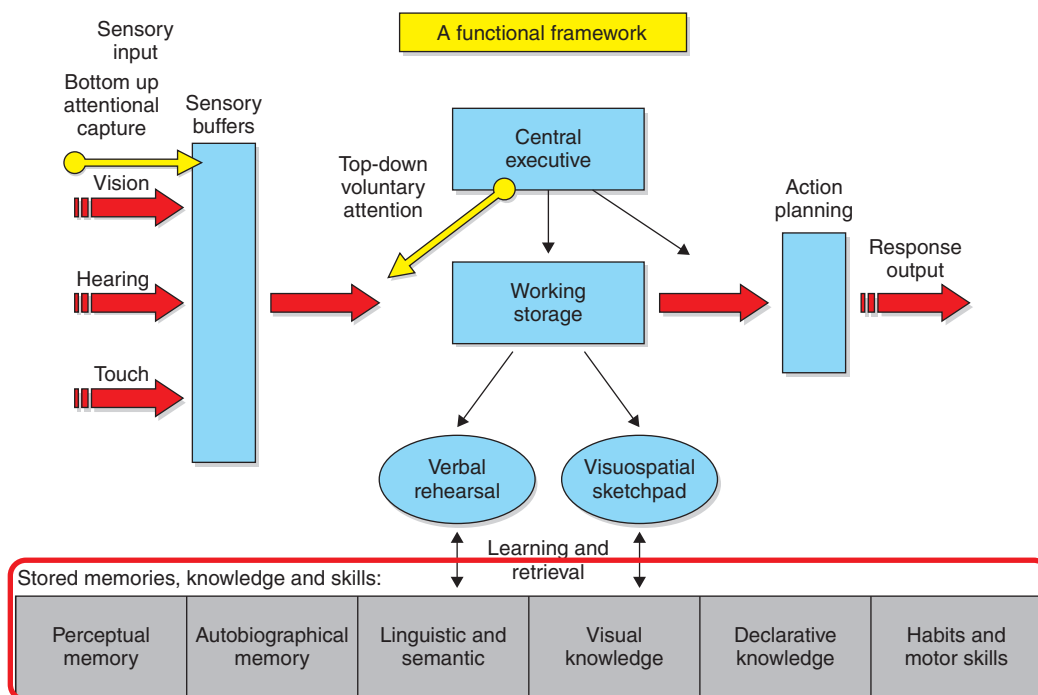 A functional framework
Sensory
input
Bottom up
attentional
capture
Sensory
buffers
Vision
Hearing
Touch
Top-down
voluntary
attention
Central
executive
Working
storage
Action
planning
Response
output
Verbal
rehearsal
Visuospatial
sketchpad
Learning and
retrieval
Stored memories, knowledge and skills:
Perceptual
memory
Autobiographical
memory
Linguistic and
semantic
Visual
knowledge
Declarative
knowledge
Habits and
motor skills